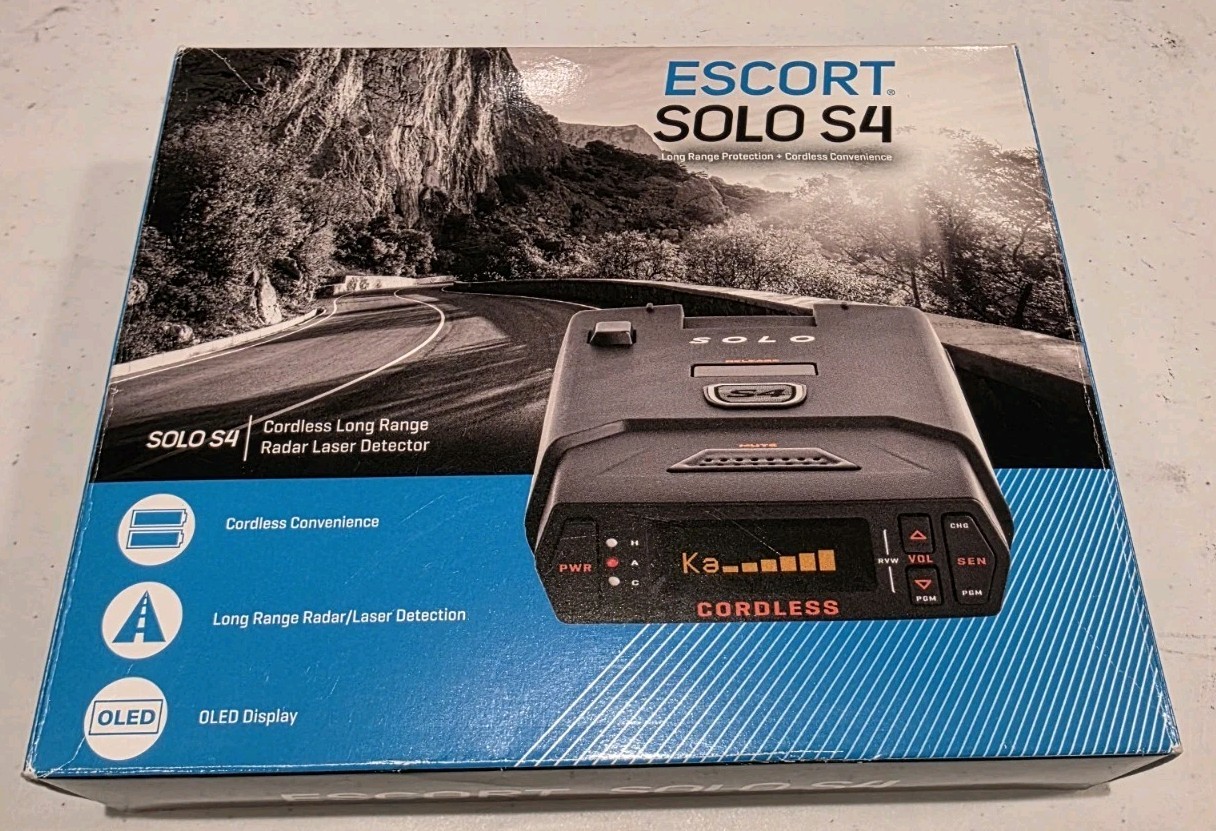 ESCORT®
SOLO S4
Long Range Protection + Cordless Convenience
SOLO
RELEASE
S4
SOLO S4
Cordless Long Range
Radar Laser Detector
MUTE
Cordless Convenience
PWR
H
A
C
Ka
RVW
VOL
PGM
CHG
SEN
PGM
CORDLESS
Long Range Radar/Laser Detection
OLED
OLED Display
ESCORT SOLO S4